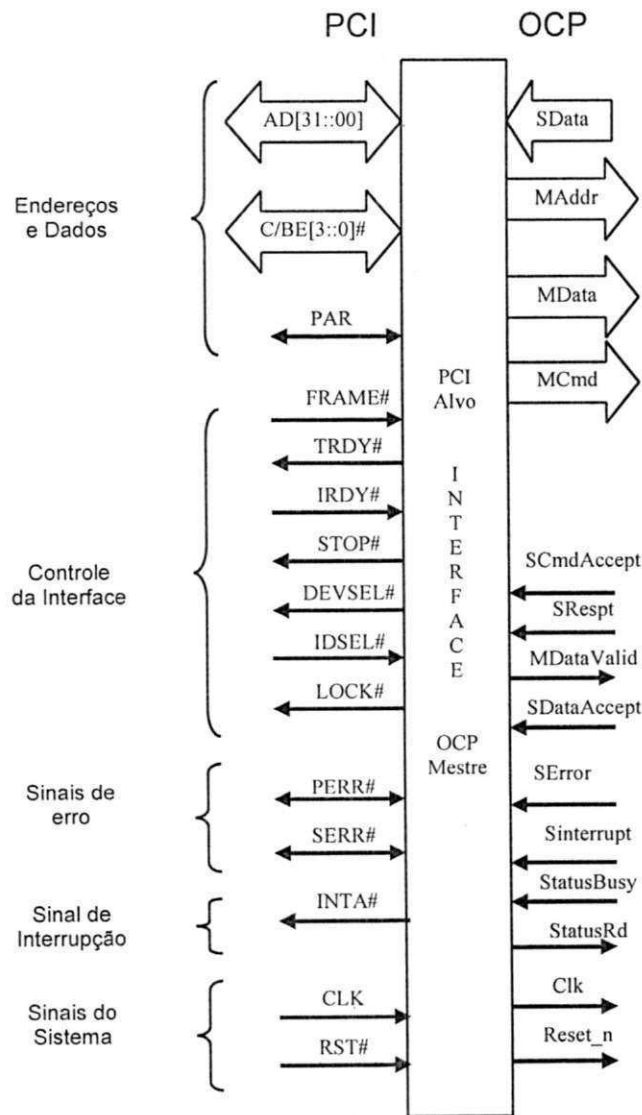 PCI OCP
AD[31::00]
SData
MAddr
Endereços
e Dados
C/BE[3::0]#
MData
PAR
MCmd
PCI
Alvo
FRAME#
TRDY#
IRDY#
STOP#
DEVSEL#
IDSEL#
LOCK#
Controle
da Interface
I
N
T
E
R
F
A
C
E
SCmdAccept
SRespt
MDataValid
SDataAccept
OCP
Mestre
Sinais de
erro
PERR#
SERR#
SError
Sinterrupt
StatusBusy
Sinal de
Interrupção
INTA#
StatusRd
Sinais do
Sistema
CLK
RST#
Clk
Reset_n